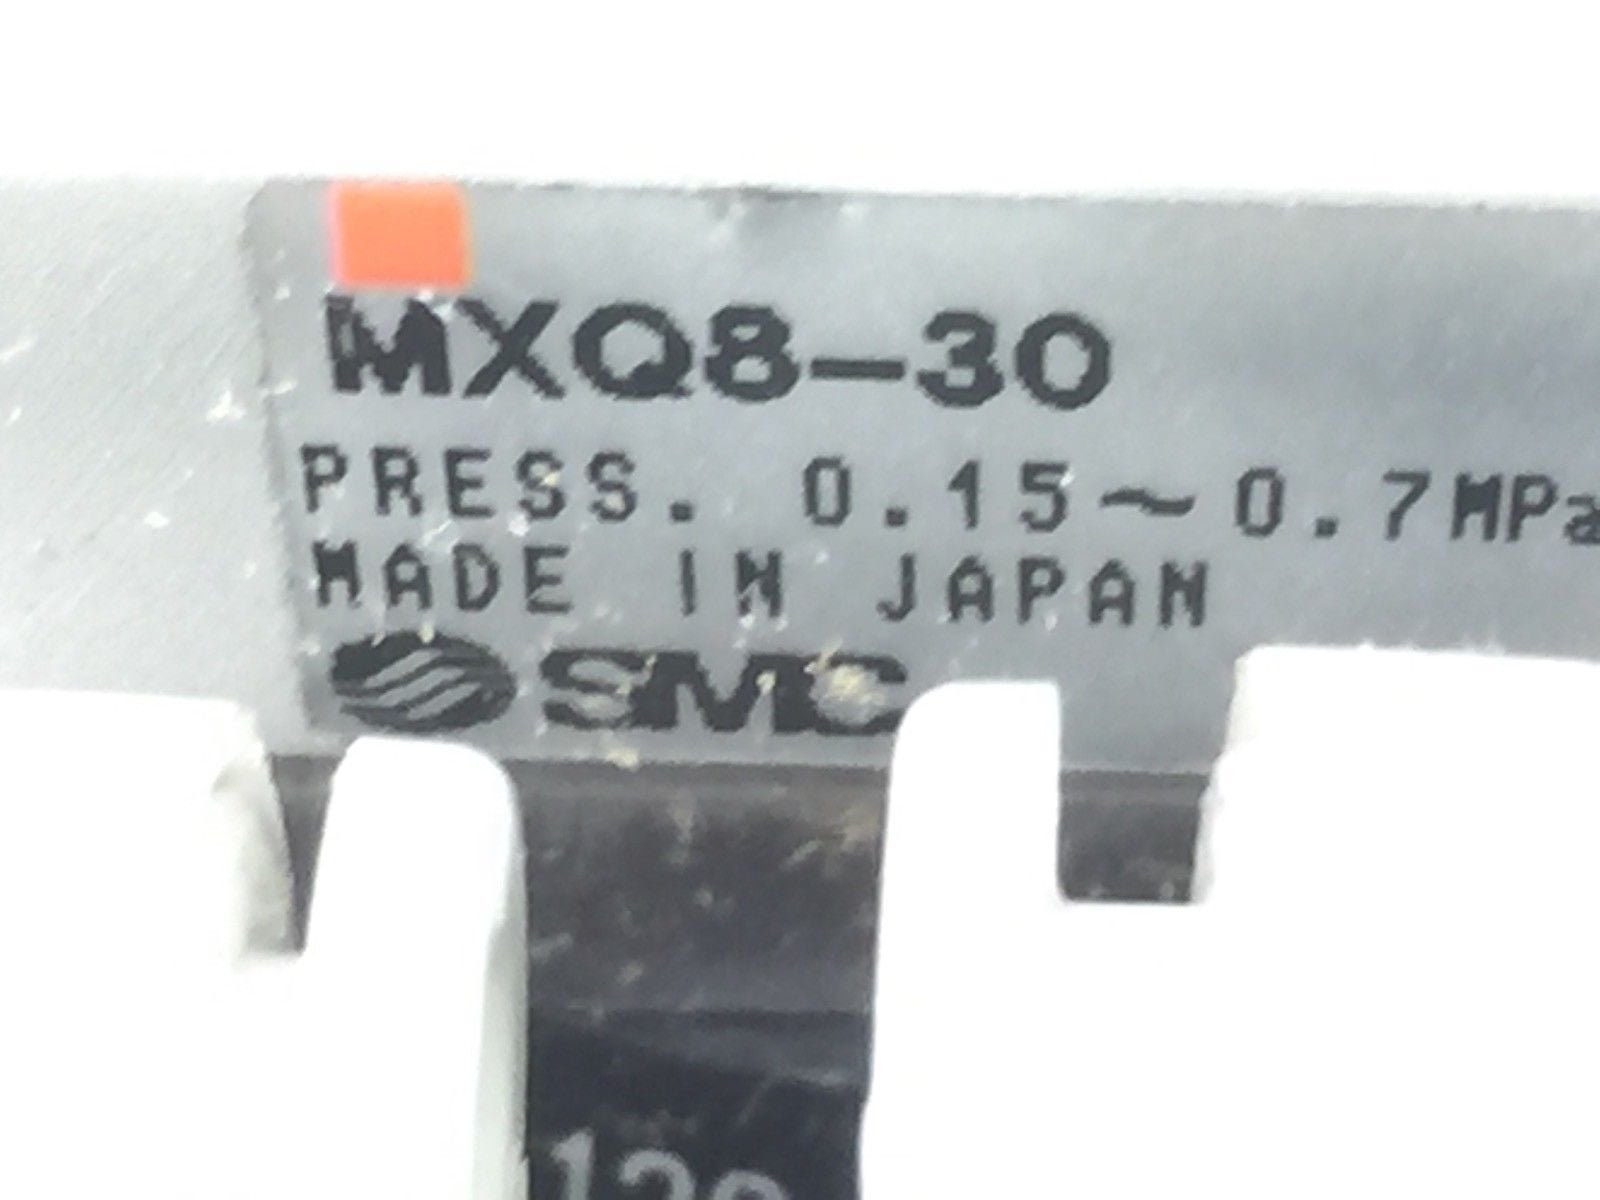 MXQ8-30
PRESS. 0.15~0.7MPa
MADE IN JAPAN
SMC